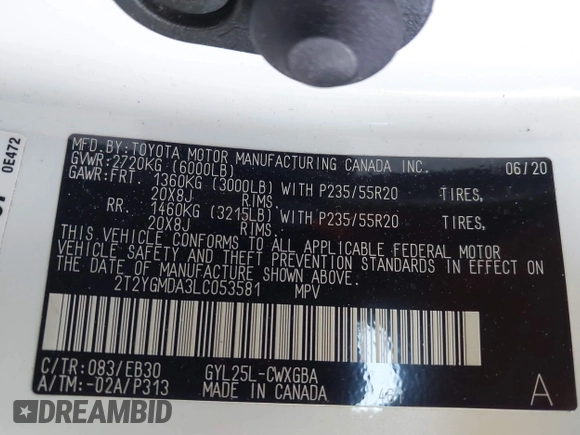 0E472
MFD.BY:TOYOTA MOTOR MANUFACTURING CANADA INC. 06/20
GVWR:2720KG(6000LB)
GAWR:FRT. 1360KG(3000LB)WITH P235/55R20 TIRES,
20X8J RIMS.
RR. 1460KG(3215LB)WITH P235/55R20 TIRES,
20X8J RIMS.
THIS VEHICLE CONFORMS TO ALL APPLICABLE FEDERAL MOTOR
VEHICLE SAFETY AND THEFT PREVENTION STANDARDS IN EFFECT ON
THE DATE OF MANUFACTURE SHOWN ABOVE.
2T2YGMDA3LC053581 MPV
C/TR:083/EB30 GYL25L-CWXGBA
A/TM:-02A/P313 MADE IN CANADA A
DREAMBID